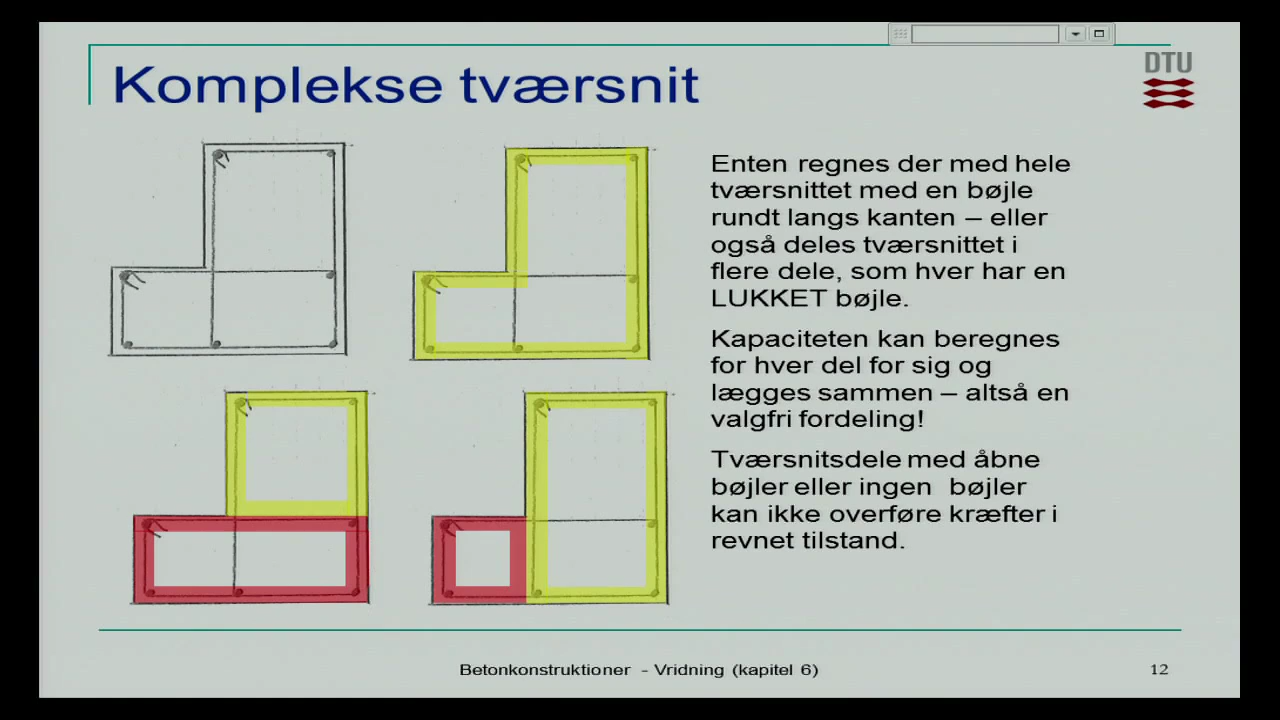 Komplekse tværsnit
DTU
Enten regnes der med hele
tværsnittet med en bøjle
rundt langs kanten – eller
også deles tværsnittet i
flere dele, som hver har en
LUKKET bøjle.
Kapaciteten kan beregnes
for hver del for sig og
lægges sammen – altså en
valgfri fordeling!
Tværsnitsdele med åbne
bøjler eller ingen bøjler
kan ikke overføre kræfter i
revnet tilstand.
Betonkonstruktioner - Vridning (kapitel 6)
12